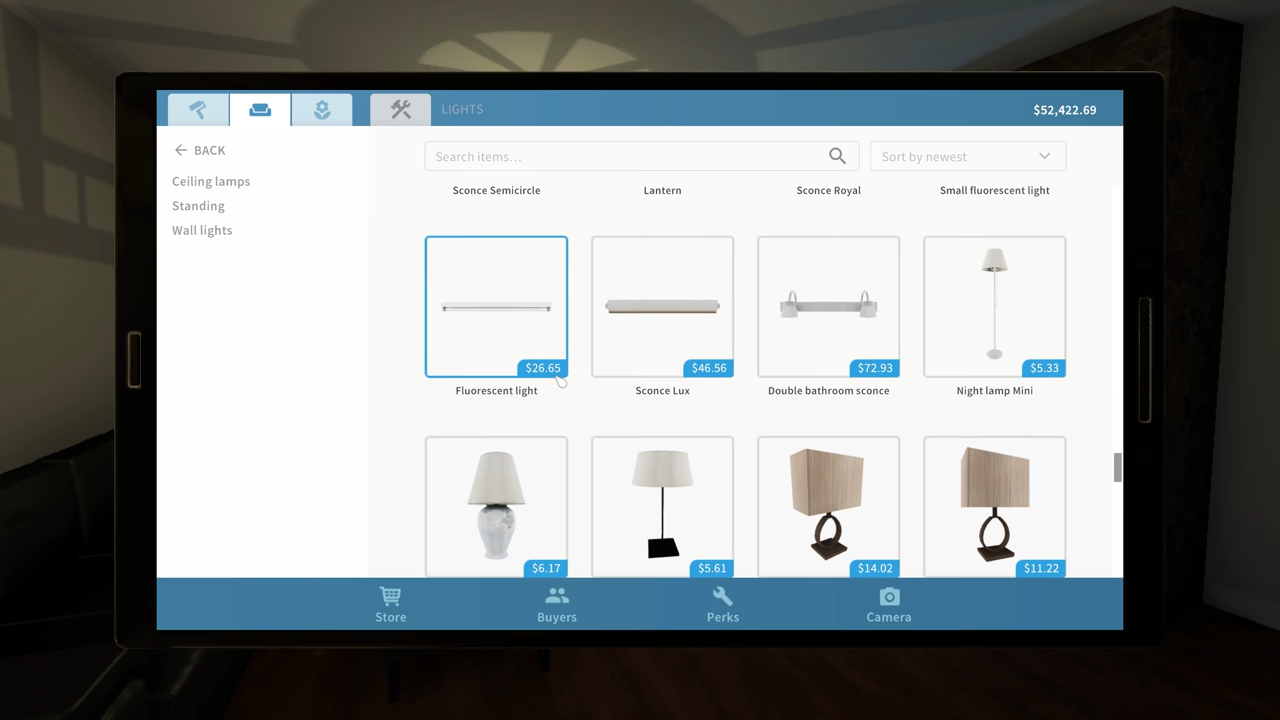 LIGHTS
$52,422.69
BACK
Search items...
Sort by newest
Ceiling lamps
Standing
Wall lights
Sconce Semicircle
Lantern
Sconce Royal
Small fluorescent light
$26.65
$46.56
$72.93
$5.33
Fluorescent light
Sconce Lux
Double bathroom sconce
Night lamp Mini
$6.17
$5.61
$14.02
$11.22
Store
Buyers
Perks
Camera